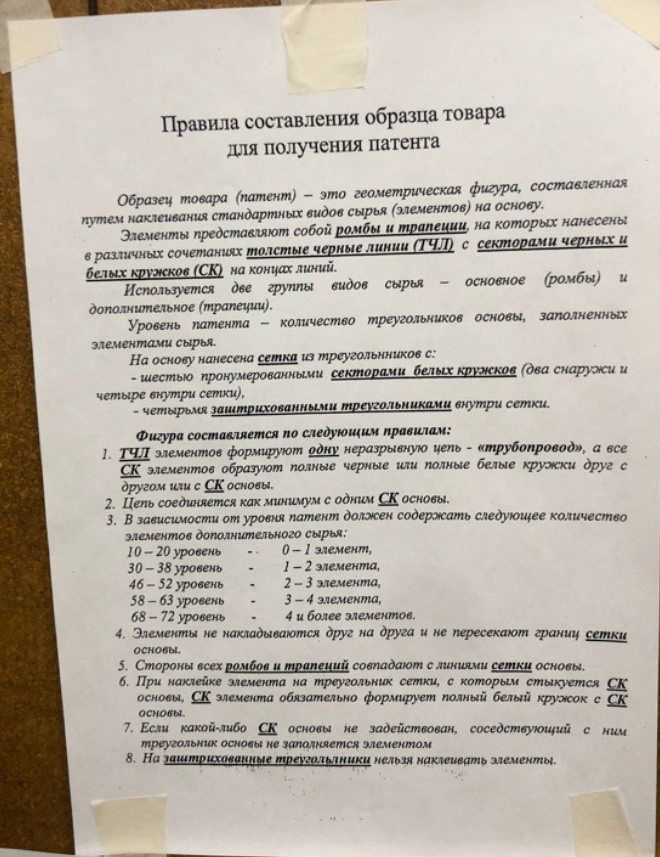 Правила составления образца товара
для получения патента
Образец товара (патент) – это геометрическая фигура, составленная
путем наклеивания стандартных видов сырья (элементов) на основу.
Элементы представляют собой ромбы и трапеции, на которых нанесены
в различных сочетаниях толстые черные линии (ТЧЛ) с секторами черных и
белых кружков (СК) на концах линий.
Используется две группы видов сырья – основное (ромбы) и
дополнительное (трапеции).
Уровень патента – количество треугольников основы, заполненных
элементами сырья.
На основу нанесена сетка из треугольников с:
- шестью пронумерованными секторами белых кружков (два снаружи и
четыре внутри сетки),
- четырьмя заштрихованными треугольниками внутри сетки.
Фигура составляется по следующим правилам:
1. ТЧЛ элементов формируют одну неразрывную цепь - «трубопровод», а все
СК элементов образуют полные черные или полные белые кружки друг с
другом или с СК основы.
2. Цепь соединяется как минимум с одним СК основы.
3. В зависимости от уровня патент должен содержать следующее количество
элементов дополнительного сырья:
10 – 20 уровень - 0 – 1 элемент,
30 – 38 уровень - 1 – 2 элемента,
46 – 52 уровень - 2 – 3 элемента,
58 – 63 уровень - 3 – 4 элемента,
68 – 72 уровень - 4 и более элементов.
4. Элементы не накладываются друг на друга и не пересекают границ сетки
основы.
5. Стороны всех ромбов и трапеций совпадают с линиями сетки основы.
6. При наклейке элемента на треугольник сетки, с которым стыкуется СК
основы, СК элемента обязательно формирует полный белый кружок с СК
основы.
7. Если какой-либо СК основы не задействован, соседствующий с ним
треугольник основы не заполняется элементом
8. На заштрихованные треугольлники нельзя наклеивать элементы.